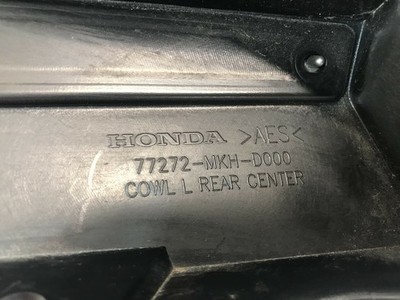 HONDA >AES<
77272-MKH-D000
COWL L REAR CENTER